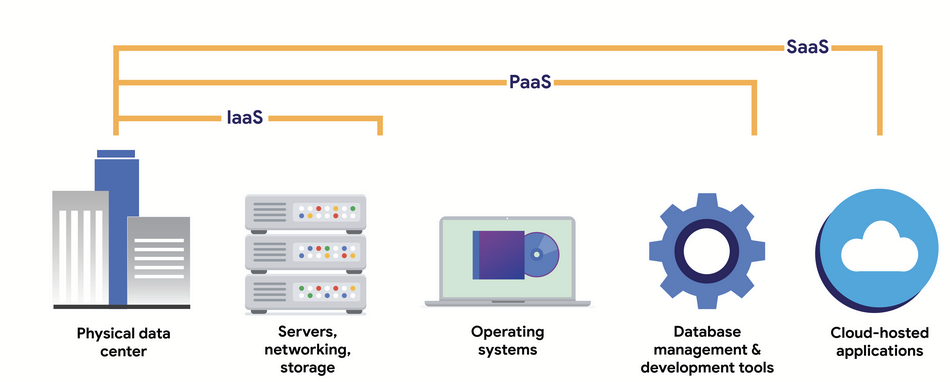 SaaS
PaaS
IaaS
Physical data
center
Servers,
networking,
storage
Operating
systems
Database
management &
development tools
Cloud-hosted
applications